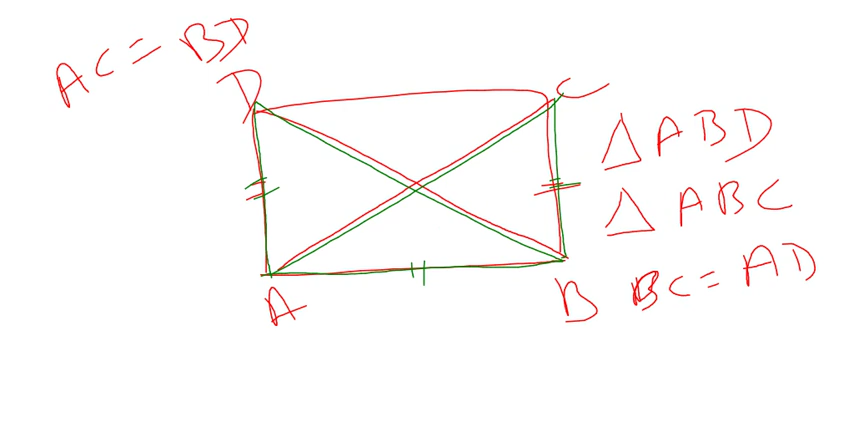 AC = BD
D
C
Δ ABD
Δ ABC
A
B
BC = AD